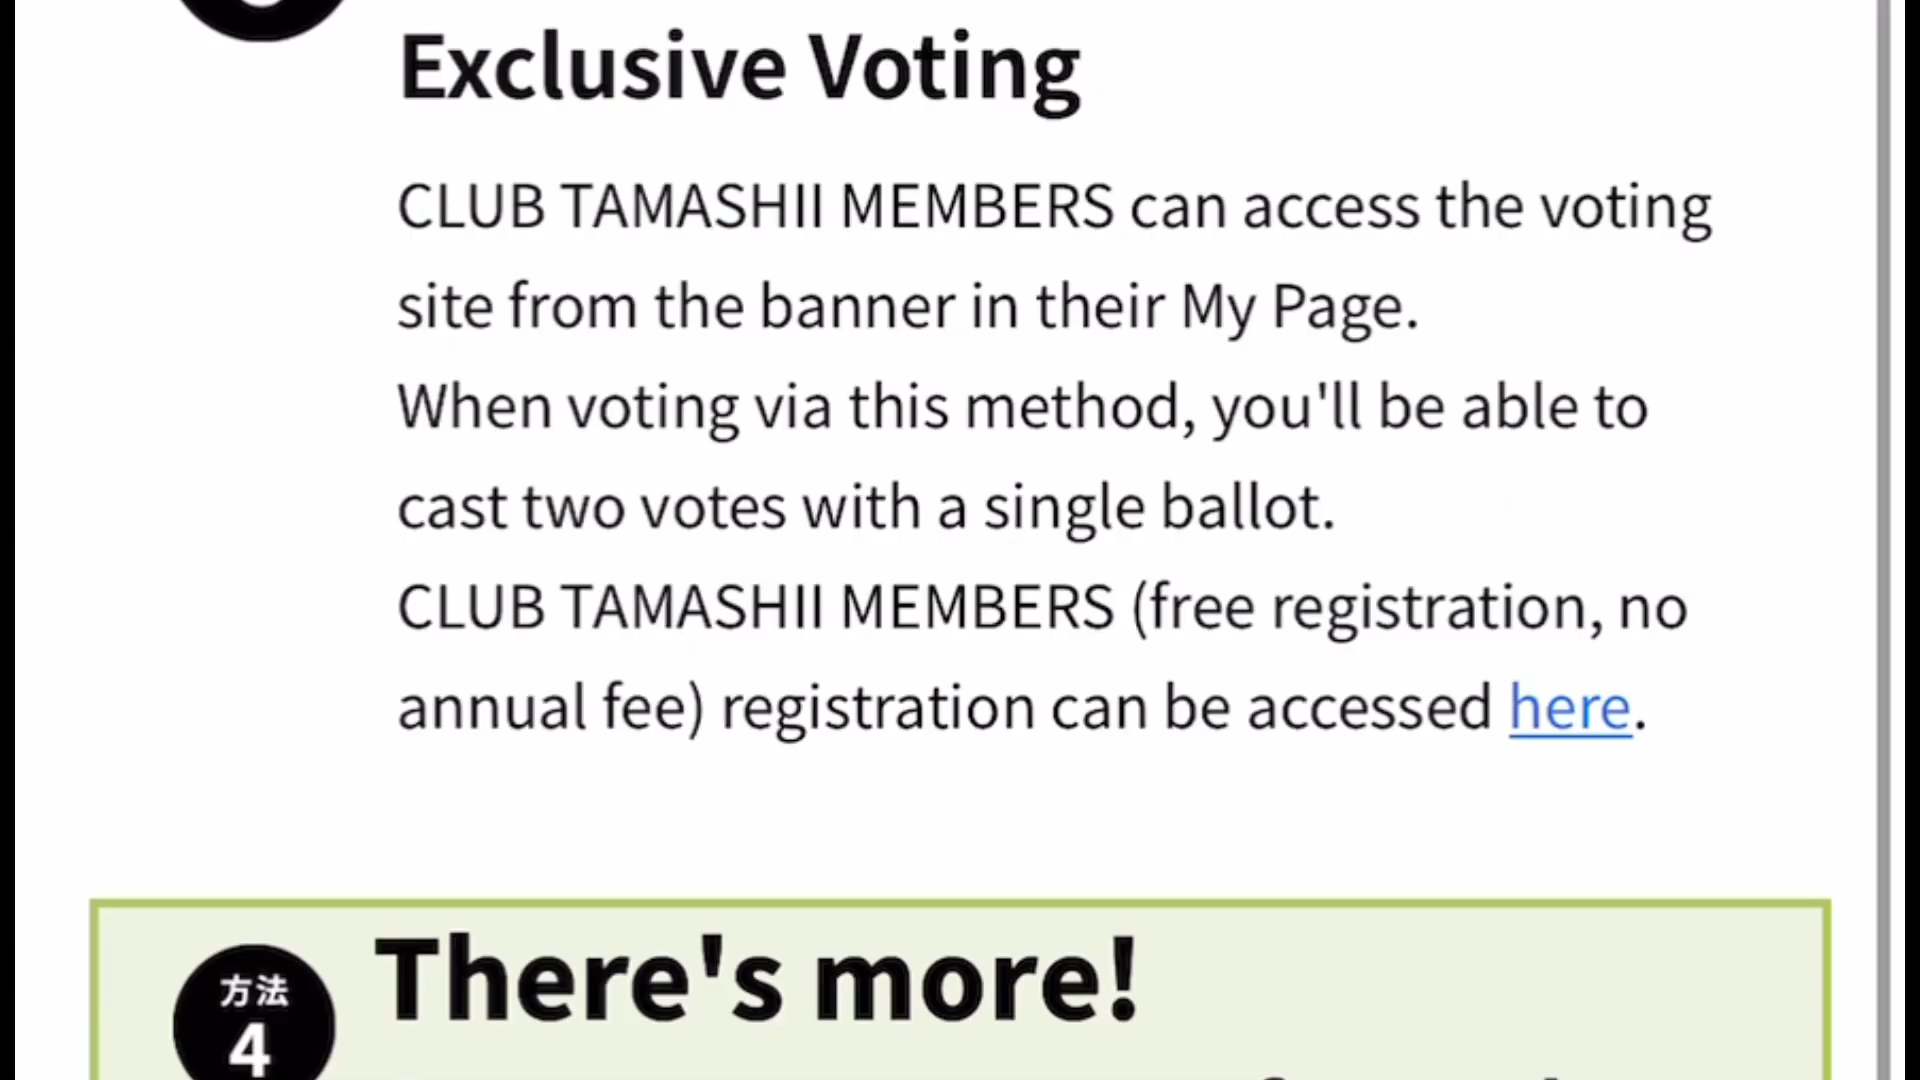 Exclusive Voting
CLUB TAMASHII MEMBERS can access the voting
site from the banner in their My Page.
When voting via this method, you'll be able to
cast two votes with a single ballot.
CLUB TAMASHII MEMBERS (free registration, no
annual fee) registration can be accessed here.
方法
4
There's more!